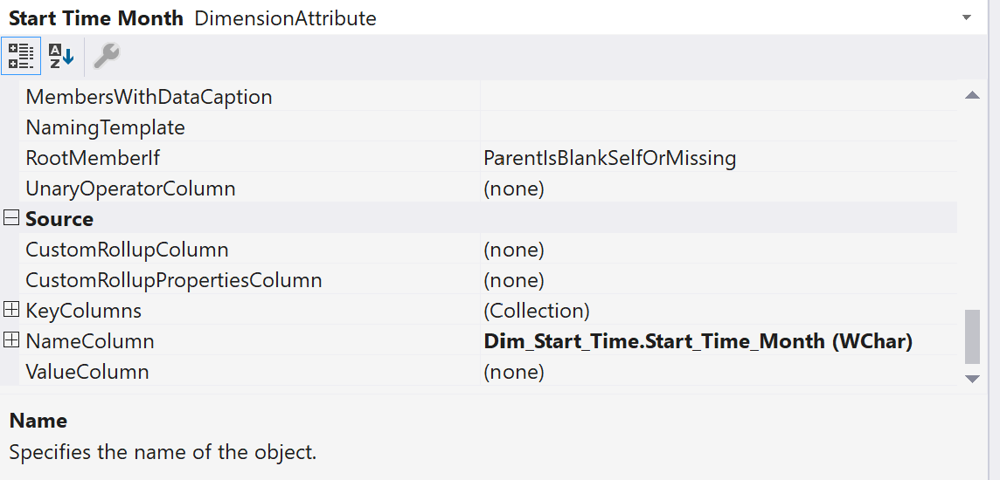 Start Time Month DimensionAttribute
A
Z
MembersWithDataCaption
NamingTemplate
RootMemberIf ParentIsBlankSelfOrMissing
UnaryOperatorColumn (none)
Source
CustomRollupColumn (none)
CustomRollupPropertiesColumn (none)
KeyColumns (Collection)
NameColumn Dim_Start_Time.Start_Time_Month (WChar)
ValueColumn (none)
Name
Specifies the name of the object.